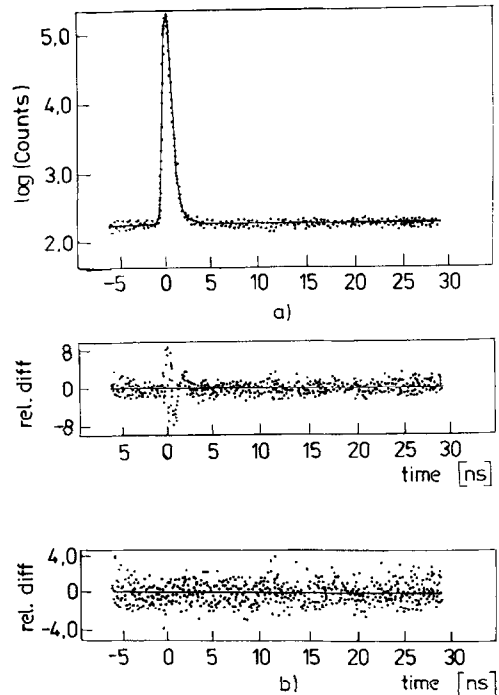 5,0
4,0
3,0
2,0
log (Counts)
-5 0 5 10 15 20 25 30
a)
8
0
-8
rel. diff
5 0 5 10 15 20 25 30
time [ns]
4,0
0
-4,0
rel. diff
-5 0 5 10 15 20 25 30
b) time [ns]